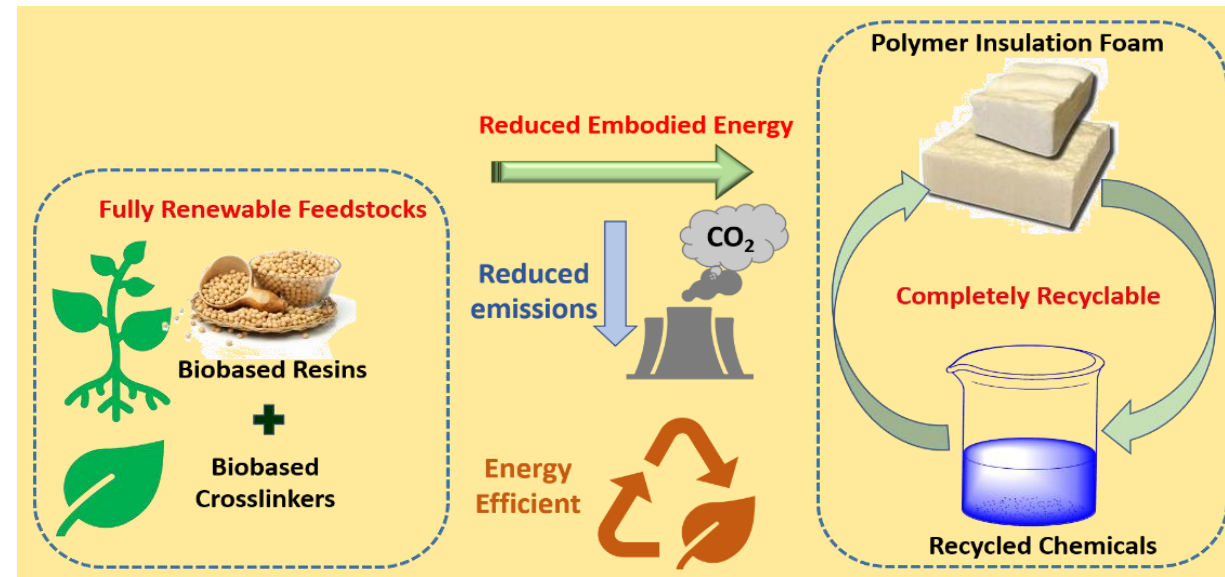 Fully Renewable Feedstocks
Biobased Resins
Biobased
Crosslinkers
Reduced Embodied Energy
CO₂
Reduced
emissions
Energy
Efficient
Polymer Insulation Foam
Completely Recyclable
Recycled Chemicals